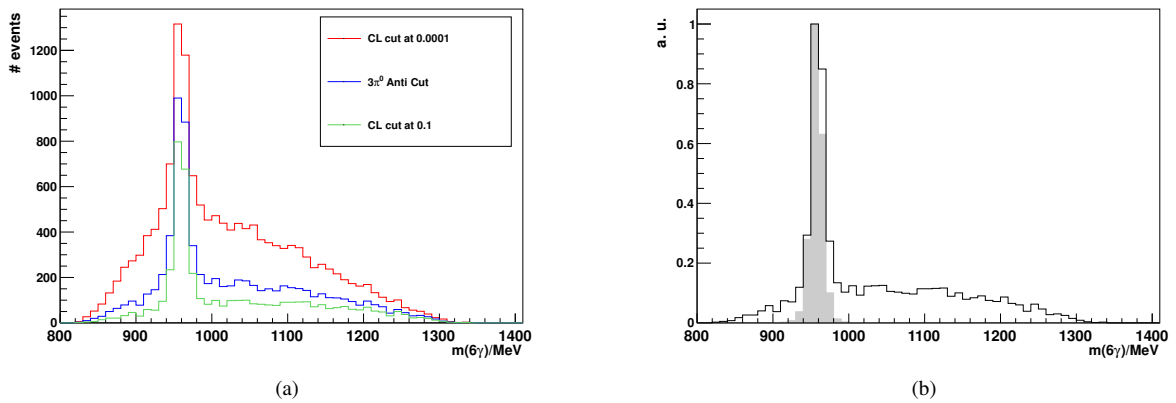 # events
1200
1000
800
600
400
200
0
CL cut at 0.0001
3π⁰ Anti Cut
CL cut at 0.1
800 900 1000 1100 1200 1300 1400
m(6γ)/MeV
(a)
a. u.
1
0.8
0.6
0.4
0.2
0
800 900 1000 1100 1200 1300 1400
m(6γ)/MeV
(b)